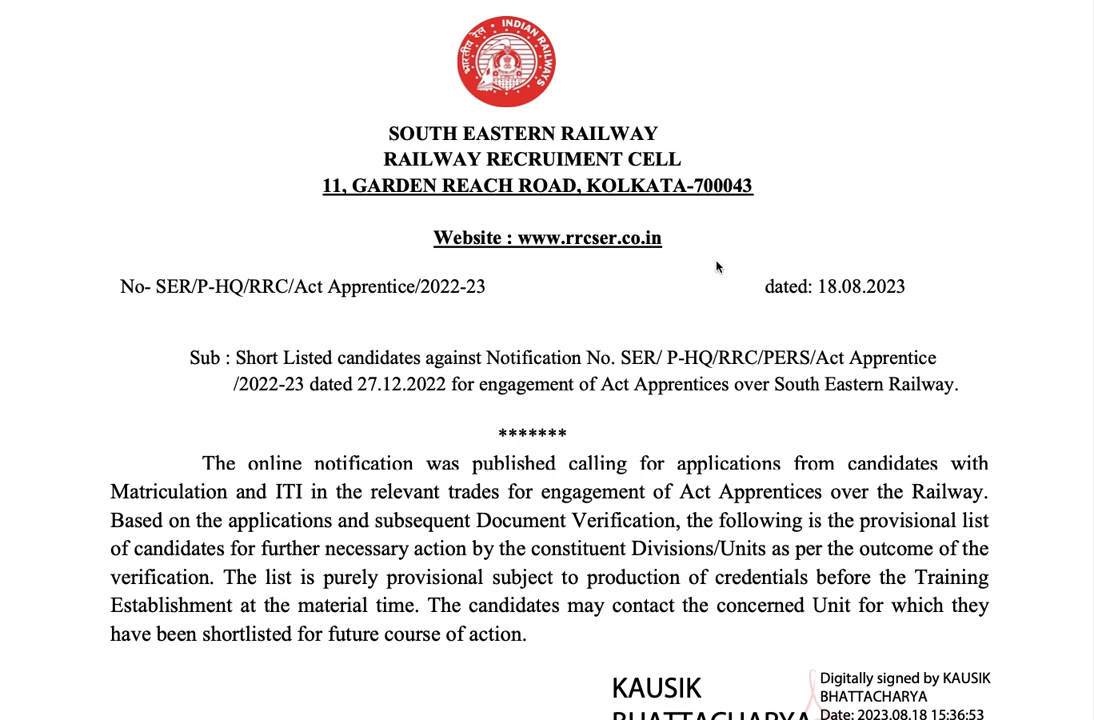 भारतीय रेल • INDIAN RAILWAYS
SOUTH EASTERN RAILWAY
RAILWAY RECRUIMENT CELL
11, GARDEN REACH ROAD, KOLKATA-700043
Website : www.rrcser.co.in
No- SER/P-HQ/RRC/Act Apprentice/2022-23 dated: 18.08.2023
Sub : Short Listed candidates against Notification No. SER/ P-HQ/RRC/PERS/Act Apprentice
/2022-23 dated 27.12.2022 for engagement of Act Apprentices over South Eastern Railway.
*******
The online notification was published calling for applications from candidates with
Matriculation and ITI in the relevant trades for engagement of Act Apprentices over the Railway.
Based on the applications and subsequent Document Verification, the following is the provisional list
of candidates for further necessary action by the constituent Divisions/Units as per the outcome of the
verification. The list is purely provisional subject to production of credentials before the Training
Establishment at the material time. The candidates may contact the concerned Unit for which they
have been shortlisted for future course of action.
KAUSIK
BHATTACHARYA
Digitally signed by KAUSIK
BHATTACHARYA
Date: 2023.08.18 15:36:53